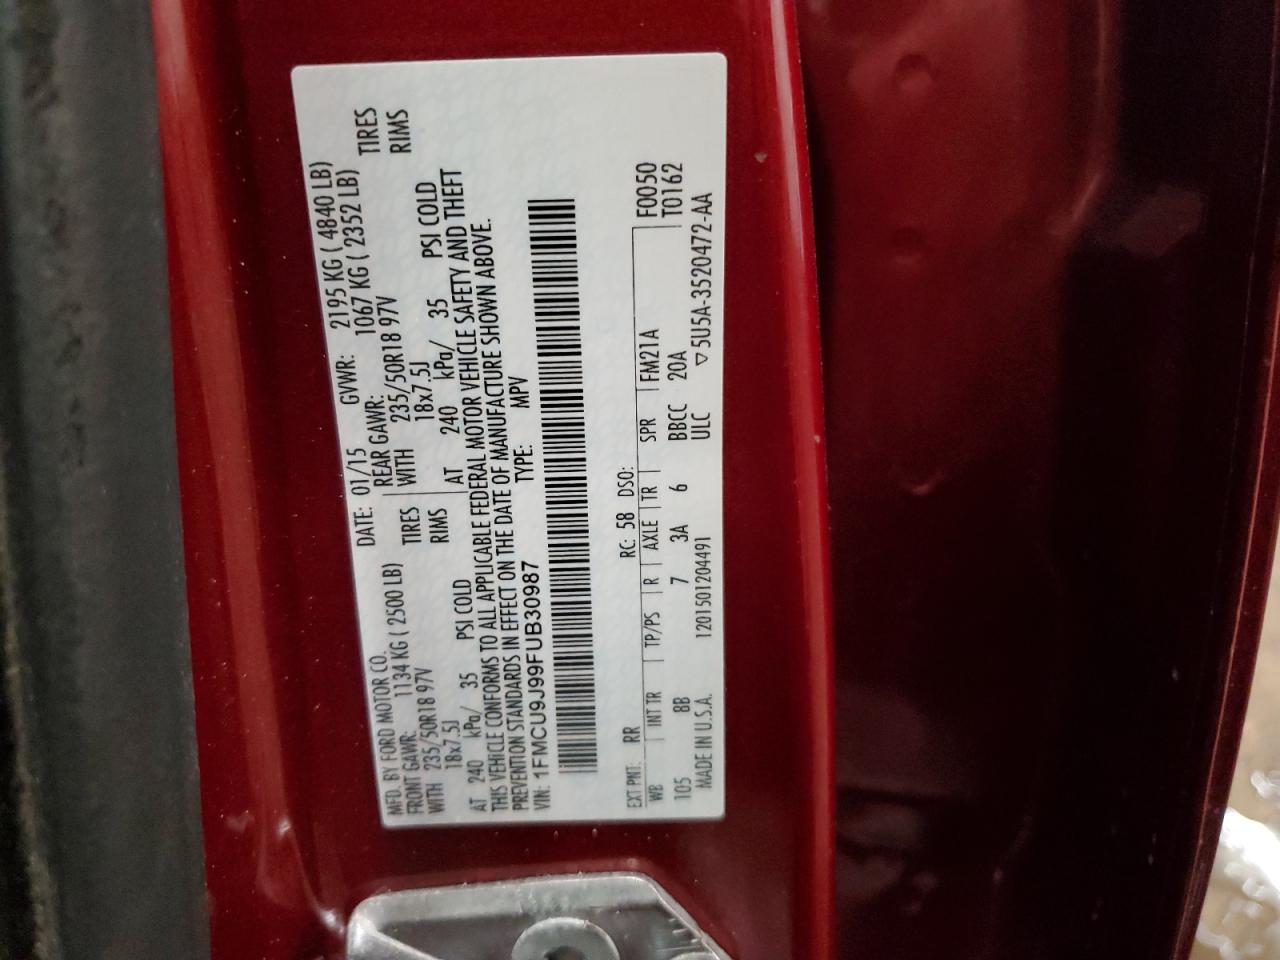 MFD. BY FORD MOTOR CO. DATE: 01/15 GVWR: 2195 KG ( 4840 LB)
FRONT GAWR: 1134 KG ( 2500 LB) REAR GAWR: 1067 KG ( 2352 LB)
WITH 235/50R18 97V TIRES WITH 235/50R18 97V TIRES
18x7.5J RIMS 18x7.5J RIMS
AT 240 kPa/ 35 PSI COLD AT 240 kPa/ 35 PSI COLD
THIS VEHICLE CONFORMS TO ALL APPLICABLE FEDERAL MOTOR VEHICLE SAFETY AND THEFT
PREVENTION STANDARDS IN EFFECT ON THE DATE OF MANUFACTURE SHOWN ABOVE.
VIN: 1FMCU9J99FUB30987 TYPE: MPV
EXT PNT: RR RC: 58 DSO: F0050
WB INT TR TP/PS R AXLE TR SPR FM21A T0162
105 8B 7 3A 6 BBCC 20A
MADE IN U.S.A. 1201501204491 ULC ▽5U5A-3520472-AA